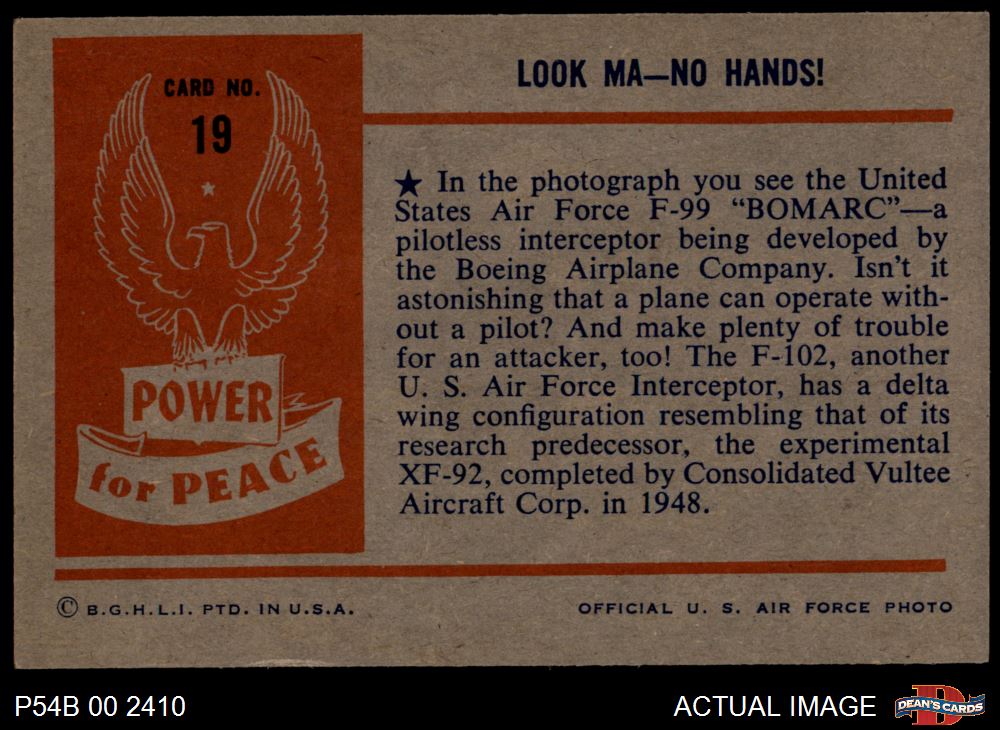 CARD NO.
19
POWER
for PEACE
LOOK MA—NO HANDS!
★ In the photograph you see the United
States Air Force F-99 “BOMARC”—a
pilotless interceptor being developed by
the Boeing Airplane Company. Isn't it
astonishing that a plane can operate with-
out a pilot? And make plenty of trouble
for an attacker, too! The F-102, another
U. S. Air Force Interceptor, has a delta
wing configuration resembling that of its
research predecessor, the experimental
XF-92, completed by Consolidated Vultee
Aircraft Corp. in 1948.
© B.G.H.L.I. PTD. IN U.S.A.
OFFICIAL U. S. AIR FORCE PHOTO
P54B 00 2410
ACTUAL IMAGE
DEAN'S CARDS